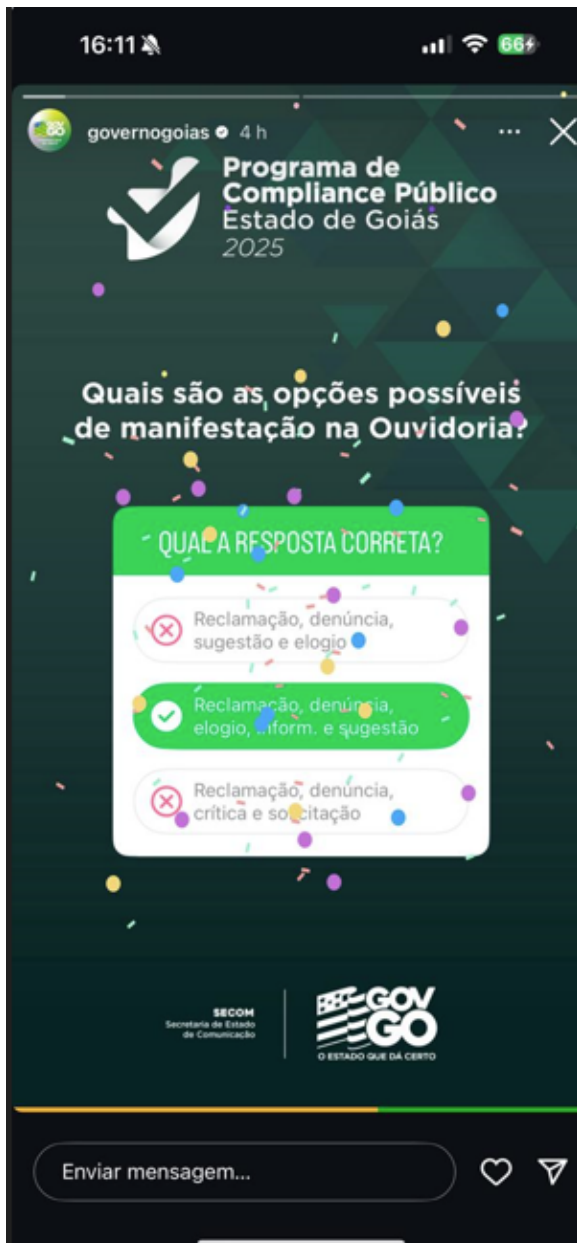 16:11
66
governogoias 4 h
Programa de
Compliance Público
Estado de Goiás
2025
Quais são as opções possíveis
de manifestação na Ouvidoria?
QUAL A RESPOSTA CORRETA?
Reclamação, denúncia,
sugestão e elogio
Reclamação, denúncia,
elogio, inform. e sugestão
Reclamação, denúncia,
crítica e solicitação
SECOM
Secretaria de Estado
de Comunicação
GOV
GO
O ESTADO QUE DÁ CERTO
Enviar mensagem...